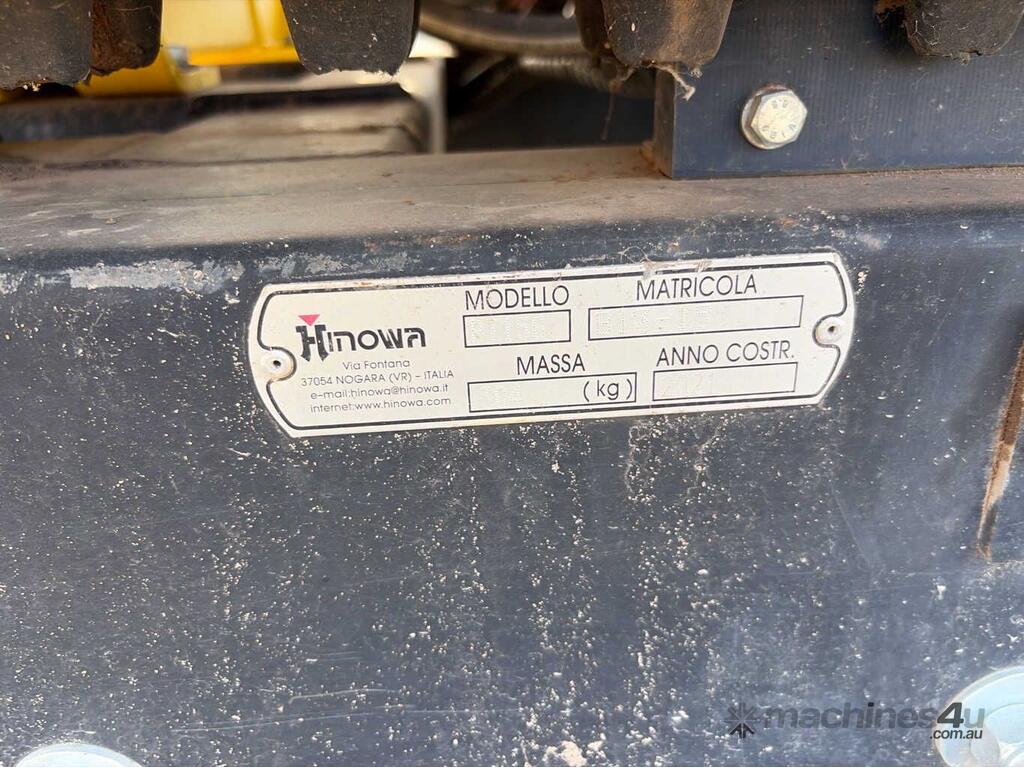 HINOWA
Via Fontana
37054 NOGARA (VR) - ITALIA
e-mail:hinowa@hinowa.it
internet:www.hinowa.com
MODELLO
MATRICOLA
MASSA
(kg)
ANNO COSTR.
machines4u
.com.au